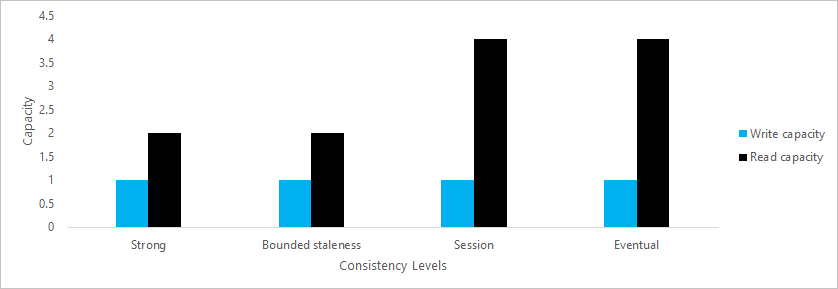 4.5
4
3.5
3
2.5
2
1.5
1
0.5
0
Capacity
Strong Bounded staleness Session Eventual
Consistency Levels
Write capacity
Read capacity